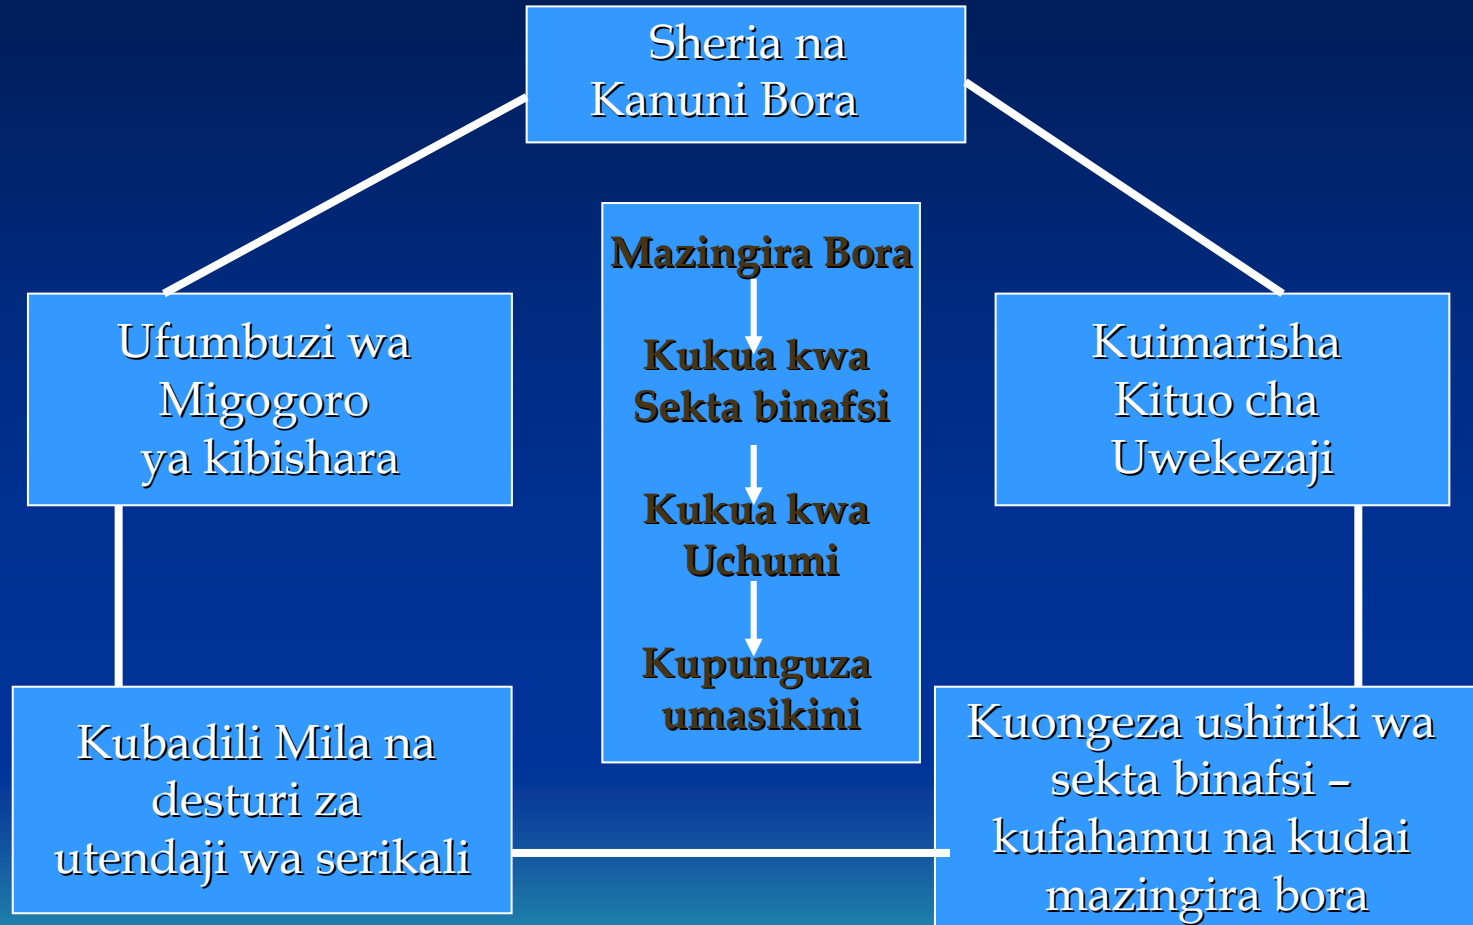 Sheria na
Kanuni Bora
Mazingira Bora
Kukua kwa
Sekta binafsi
Kukua kwa
Uchumi
Kupunguza
umasikini
Ufumbuzi wa
Migogoro
ya kibishara
Kuimarisha
Kituo cha
Uwekezaji
Kubadili Mila na
desturi za
utendaji wa serikali
Kuongeza ushiriki wa
sekta binafsi –
kufahamu na kudai
mazingira bora